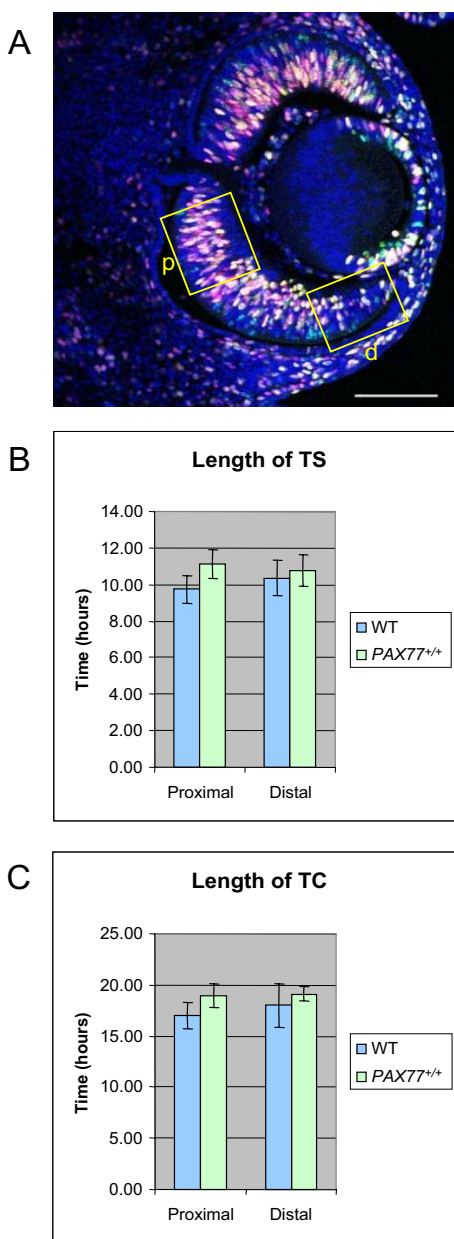 A
p
d
B
Length of TS
Time (hours)
14.00
12.00
10.00
8.00
6.00
4.00
2.00
0.00
Proximal Distal
WT
PAX77+/+
C
Length of TC
Time (hours)
25.00
20.00
15.00
10.00
5.00
0.00
Proximal Distal
WT
PAX77+/+